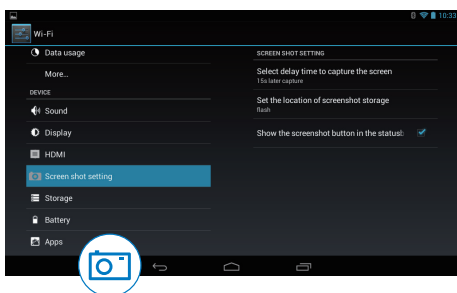 10:33
Wi-Fi
Data usage
More...
DEVICE
Sound
Display
HDMI
Screen shot setting
Storage
Battery
Apps
SCREEN SHOT SETTING
Select delay time to capture the screen
15s later capture
Set the location of screenshot storage
flash
Show the screenshot button in the statusb